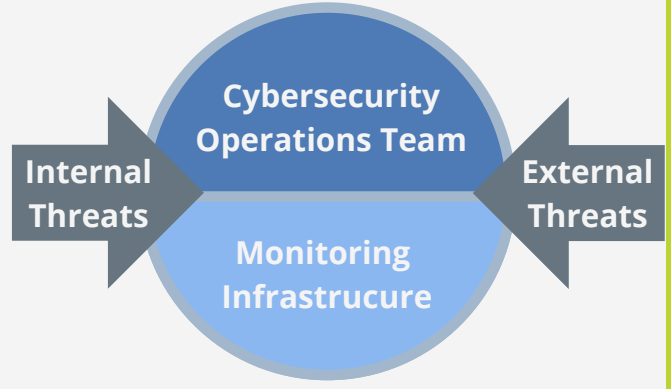 Cybersecurity
Operations Team
Internal
Threats
External
Threats
Monitoring
Infrastrucure